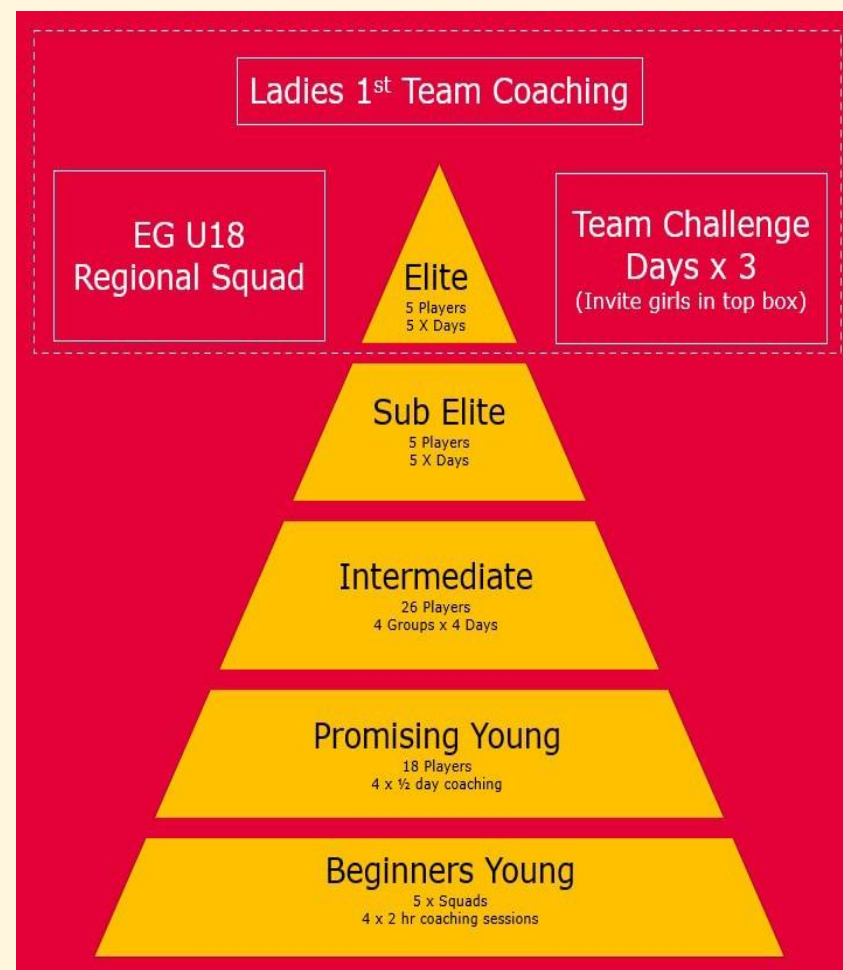 Ladies 1st Team Coaching
EG U18
Regional Squad
Team Challenge
Days x 3
(Invite girls in top box)
Elite
5 Players
5 X Days
Sub Elite
5 Players
5 X Days
Intermediate
26 Players
4 Groups x 4 Days
Promising Young
18 Players
4 x ½ day coaching
Beginners Young
5 x Squads
4 x 2 hr coaching sessions